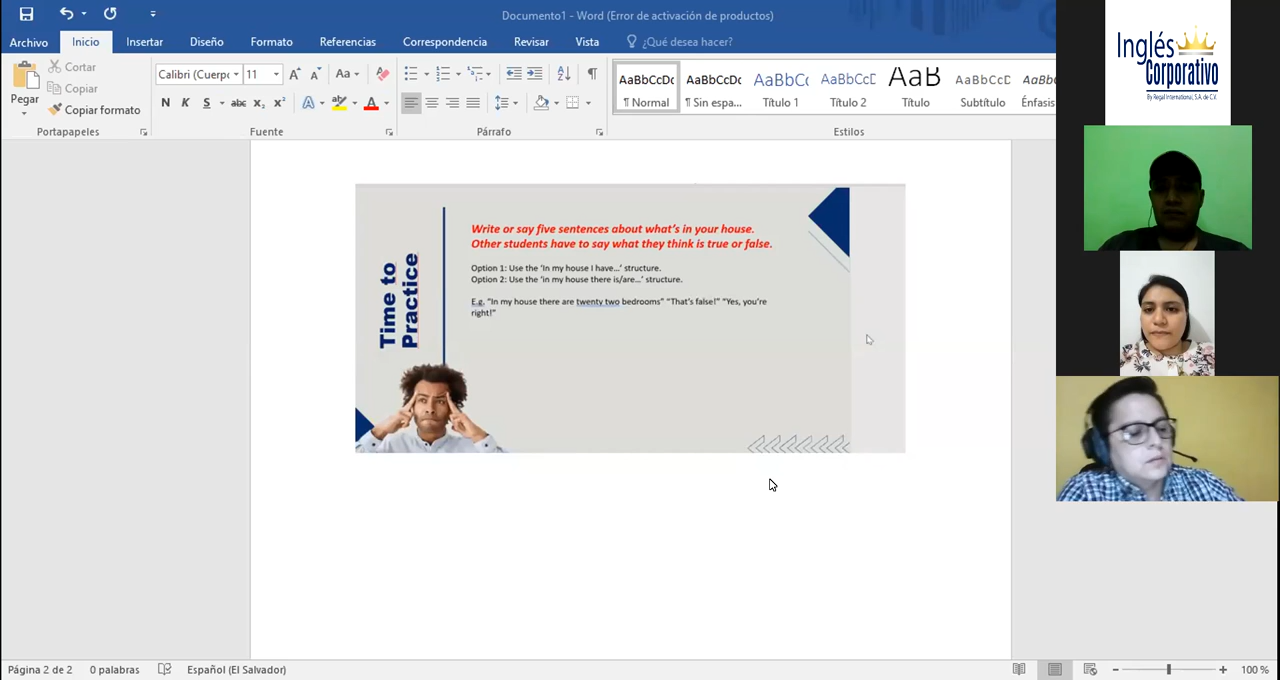 Documento1 - Word (Error de activación de productos)
Archivo Inicio Insertar Diseño Formato Referencias Correspondencia Revisar Vista ¿Qué desea hacer?
Pegar
Cortar
Copiar
Copiar formato
Portapapeles
Calibri (Cuerpo 11 Aa
N K S abc x₂ x² A A
Fuente
Párrafo
AaBbCcDc AaBbCcDc AaBbCc AaBbCcD AaB AaBbCcD AaBbC
¶ Normal ¶ Sin espa... Título 1 Título 2 Título Subtítulo Énfasis
Estilos
Inglés
Corporativo
By Regal International, S.A. de C.V.
Time to
Practice
Write or say five sentences about what's in your house.
Other students have to say what they think is true or false.
Option 1: Use the 'In my house I have...' structure.
Option 2: Use the 'in my house there is/are...' structure.
E.g. "In my house there are twenty two bedrooms" "That's false!" "Yes, you're
right!"
Página 2 de 2 0 palabras Español (El Salvador) 100 %